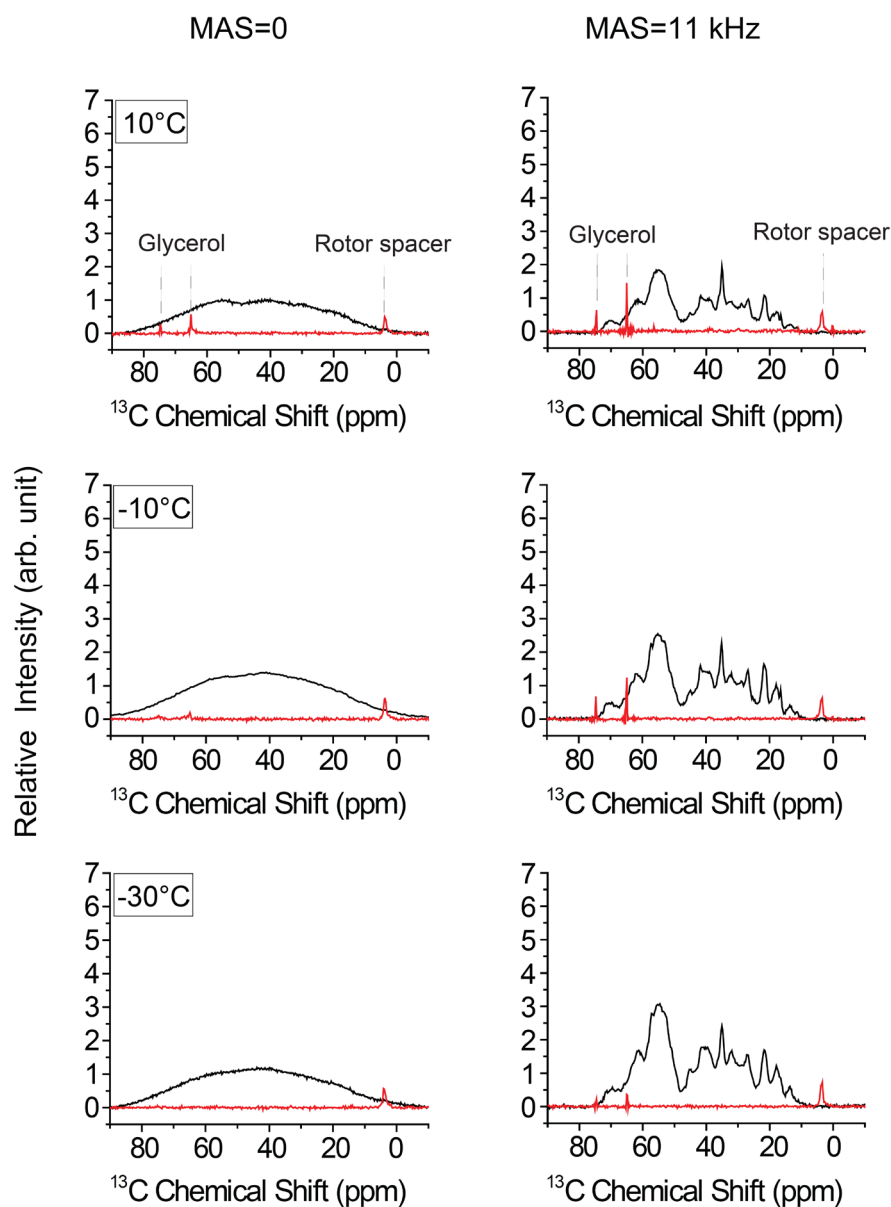 MAS=0
MAS=11 kHz
Relative Intensity (arb. unit)
7
6
5
4
3
2
1
0
10°C
Glycerol
Rotor spacer
80 60 40 20 0
¹³C Chemical Shift (ppm)
7
6
5
4
3
2
1
0
Glycerol
Rotor spacer
80 60 40 20 0
¹³C Chemical Shift (ppm)
7
6
5
4
3
2
1
0
-10°C
80 60 40 20 0
¹³C Chemical Shift (ppm)
7
6
5
4
3
2
1
0
80 60 40 20 0
¹³C Chemical Shift (ppm)
7
6
5
4
3
2
1
0
-30°C
80 60 40 20 0
¹³C Chemical Shift (ppm)
7
6
5
4
3
2
1
0
80 60 40 20 0
¹³C Chemical Shift (ppm)